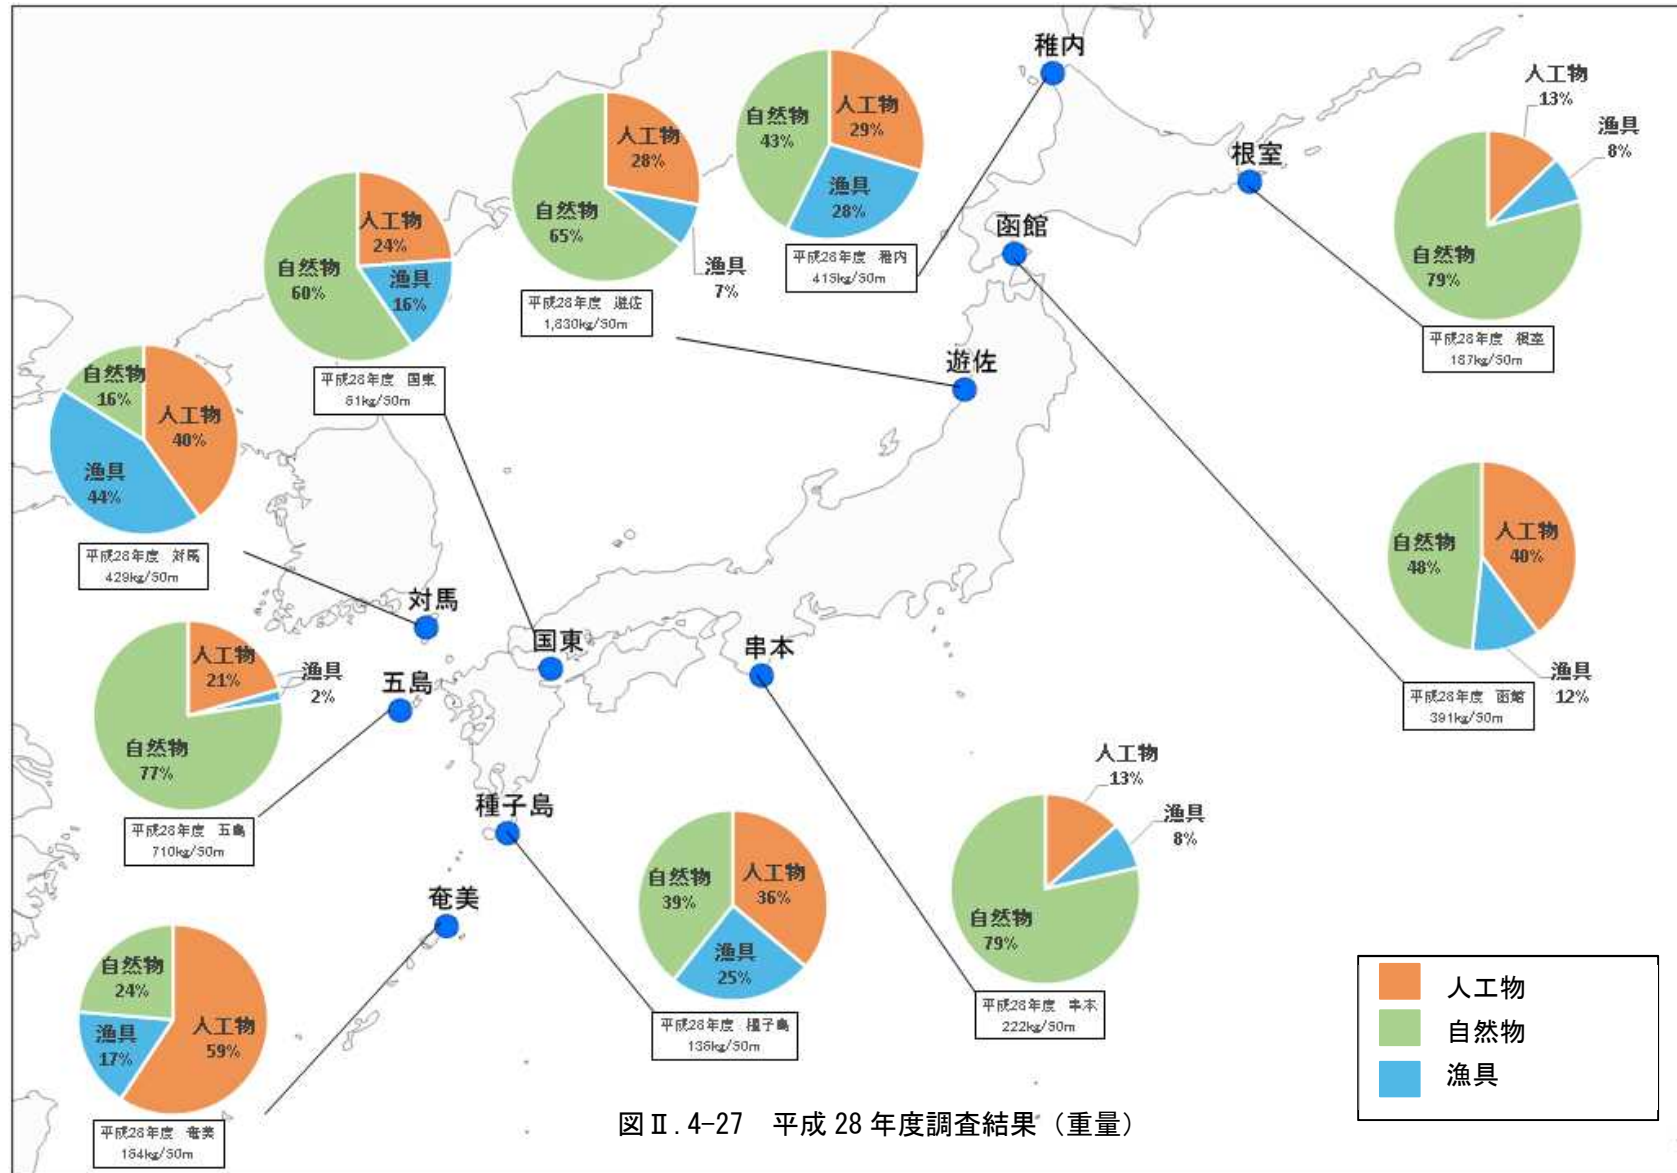 稚内
人工物
29%
自然物
43%
漁具
28%
平成28年度 稚内
415kg/50m
人工物
13%
漁具
8%
自然物
79%
根室
平成28年度 根室
187kg/50m
人工物
28%
自然物
65%
漁具
7%
平成28年度 遊佐
1,830kg/50m
函館
遊佐
人工物
24%
自然物
60%
漁具
16%
平成28年度 国東
自然物
16%
人工物
40%
漁具
44%
平成28年度 対馬
429kg/50m
自然物
48%
人工物
40%
漁具
12%
平成28年度 函館
391kg/50m
対馬
国東
串本
五島
人工物
21%
漁具
2%
自然物
77%
平成28年度 五島
710kg/50m
種子島
奄美
自然物
39%
人工物
36%
漁具
25%
平成28年度 種子島
人工物
13%
漁具
8%
自然物
79%
平成28年度 串本
222kg/50m
自然物
24%
漁具
17%
人工物
59%
平成28年度 奄美
人工物
自然物
漁具
図Ⅱ.4-27 平成28年度調査結果（重量）